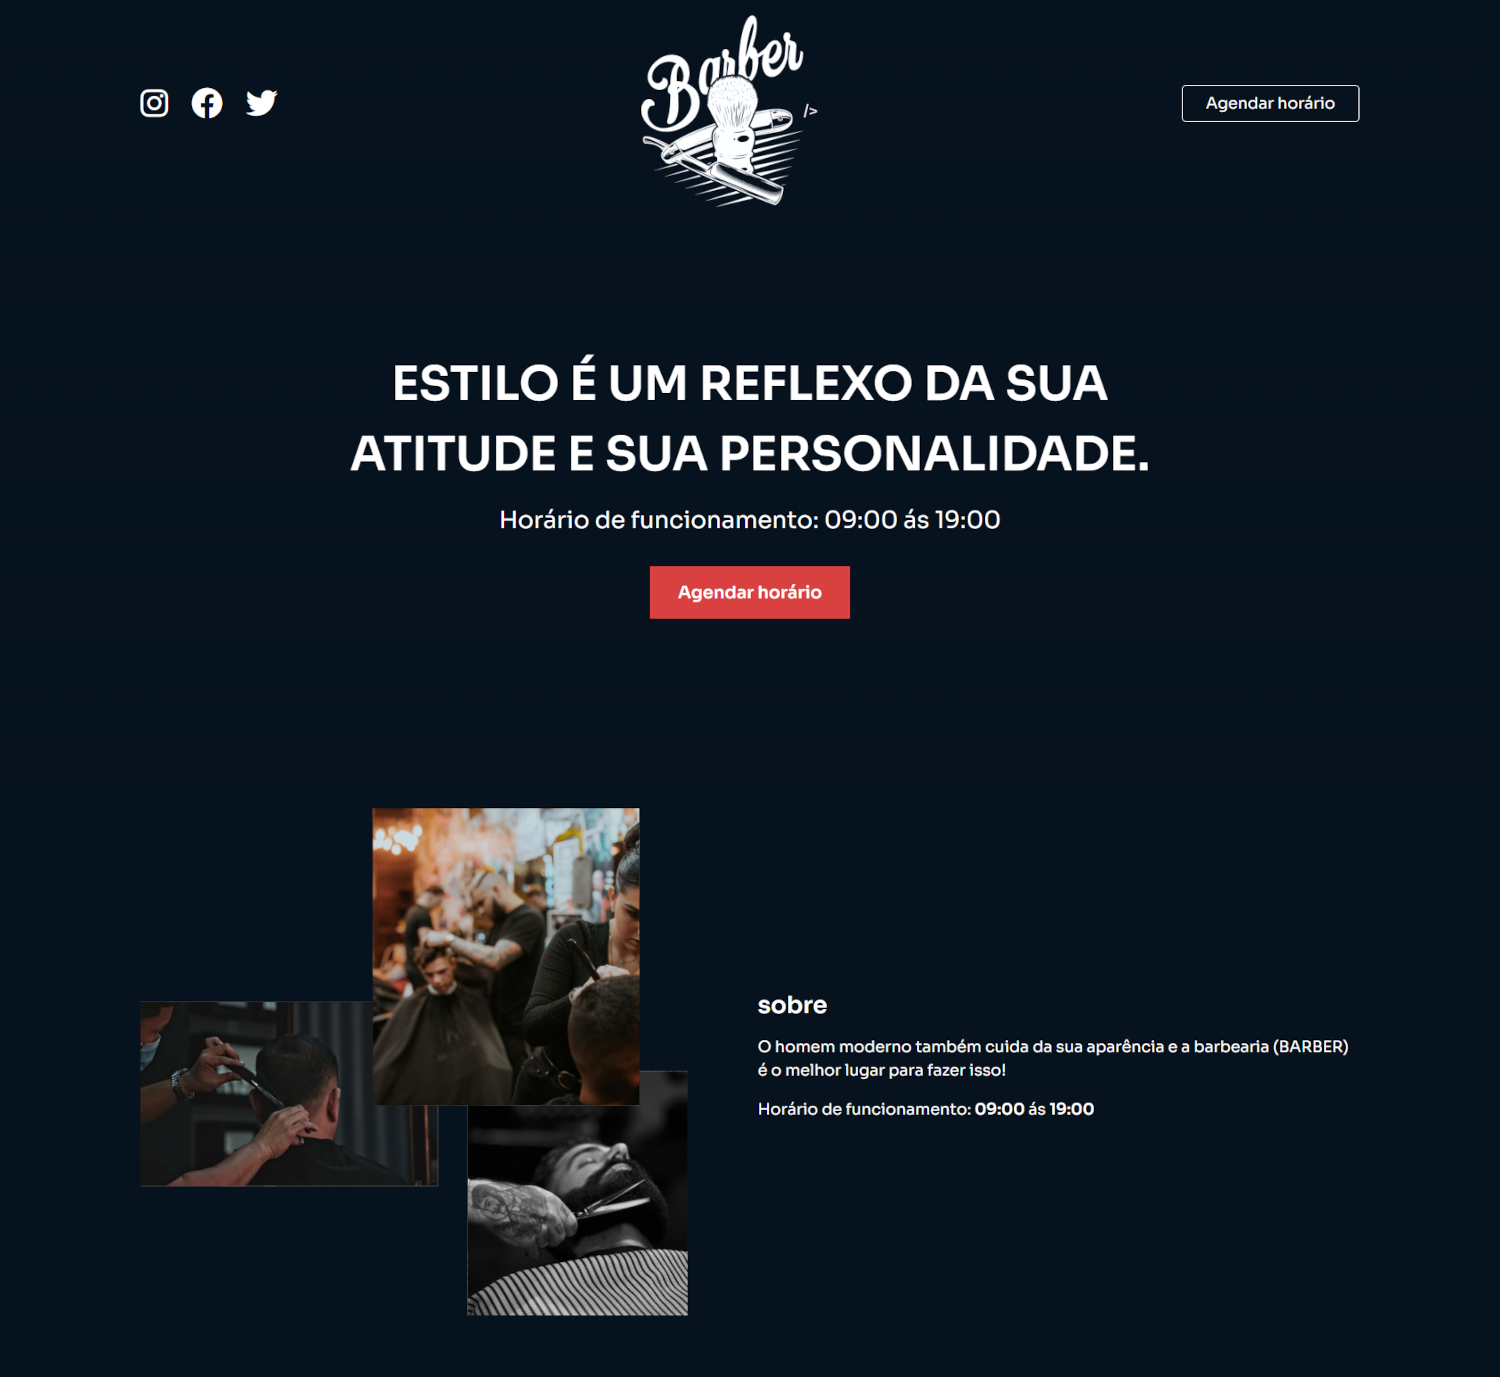 Barber
/>
Agendar horário
ESTILO É UM REFLEXO DA SUA
ATITUDE E SUA PERSONALIDADE.
Horário de funcionamento: 09:00 ás 19:00
Agendar horário
sobre
O homem moderno também cuida da sua aparência e a barbearia (BARBER)
é o melhor lugar para fazer isso!
Horário de funcionamento: 09:00 ás 19:00